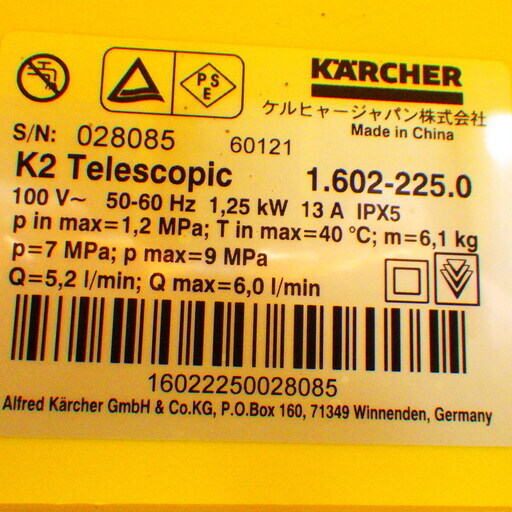 PS
E
KÄRCHER
ケルヒャージャパン株式会社
Made in China
S/N: 028085 60121
K2 Telescopic 1.602-225.0
100 V~ 50-60 Hz 1,25 kW 13 A IPX5
p in max=1,2 MPa; T in max=40 °C; m=6,1 kg
p=7 MPa; p max=9 MPa
Q=5,2 l/min; Q max=6,0 l/min
16022250028085
Alfred Kärcher GmbH & Co.KG, P.O.Box 160, 71349 Winnenden, Germany